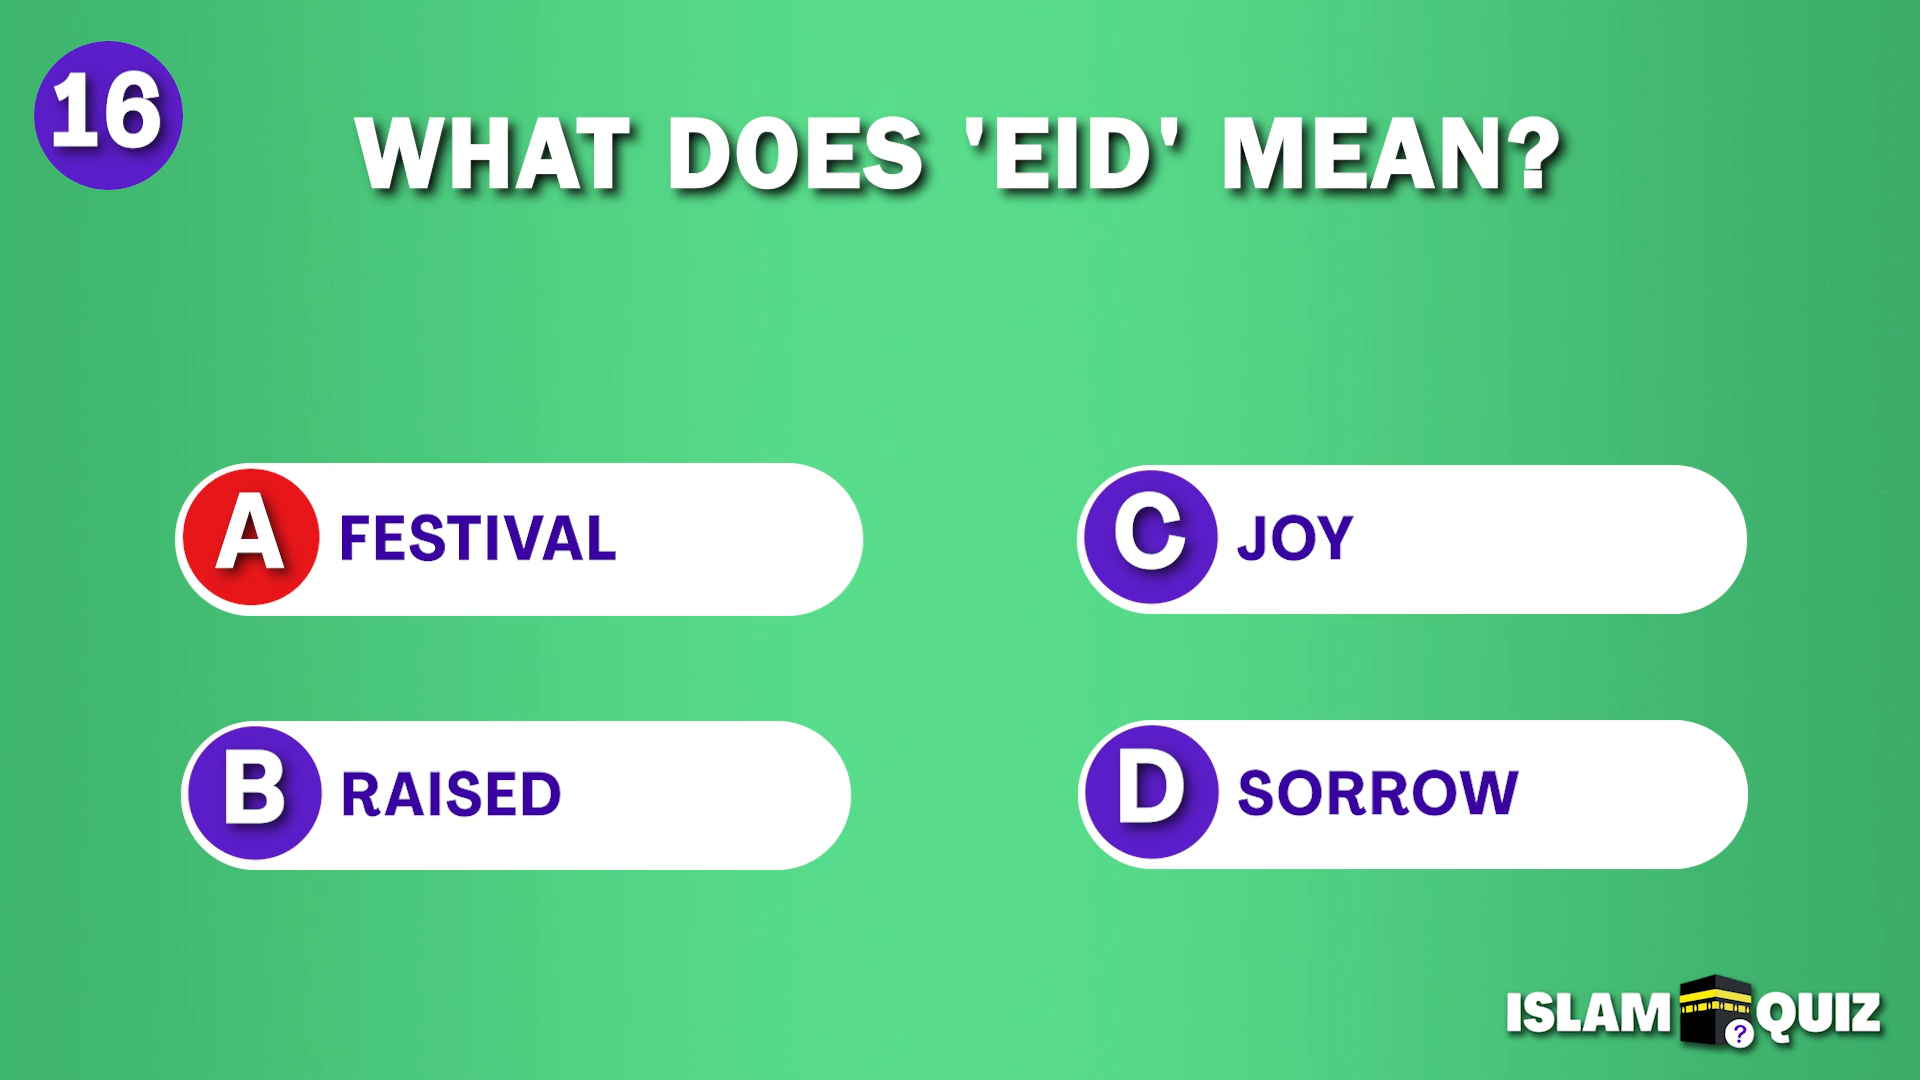 16
WHAT DOES 'EID' MEAN?
A FESTIVAL
B RAISED
C JOY
D SORROW
ISLAM ? QUIZ